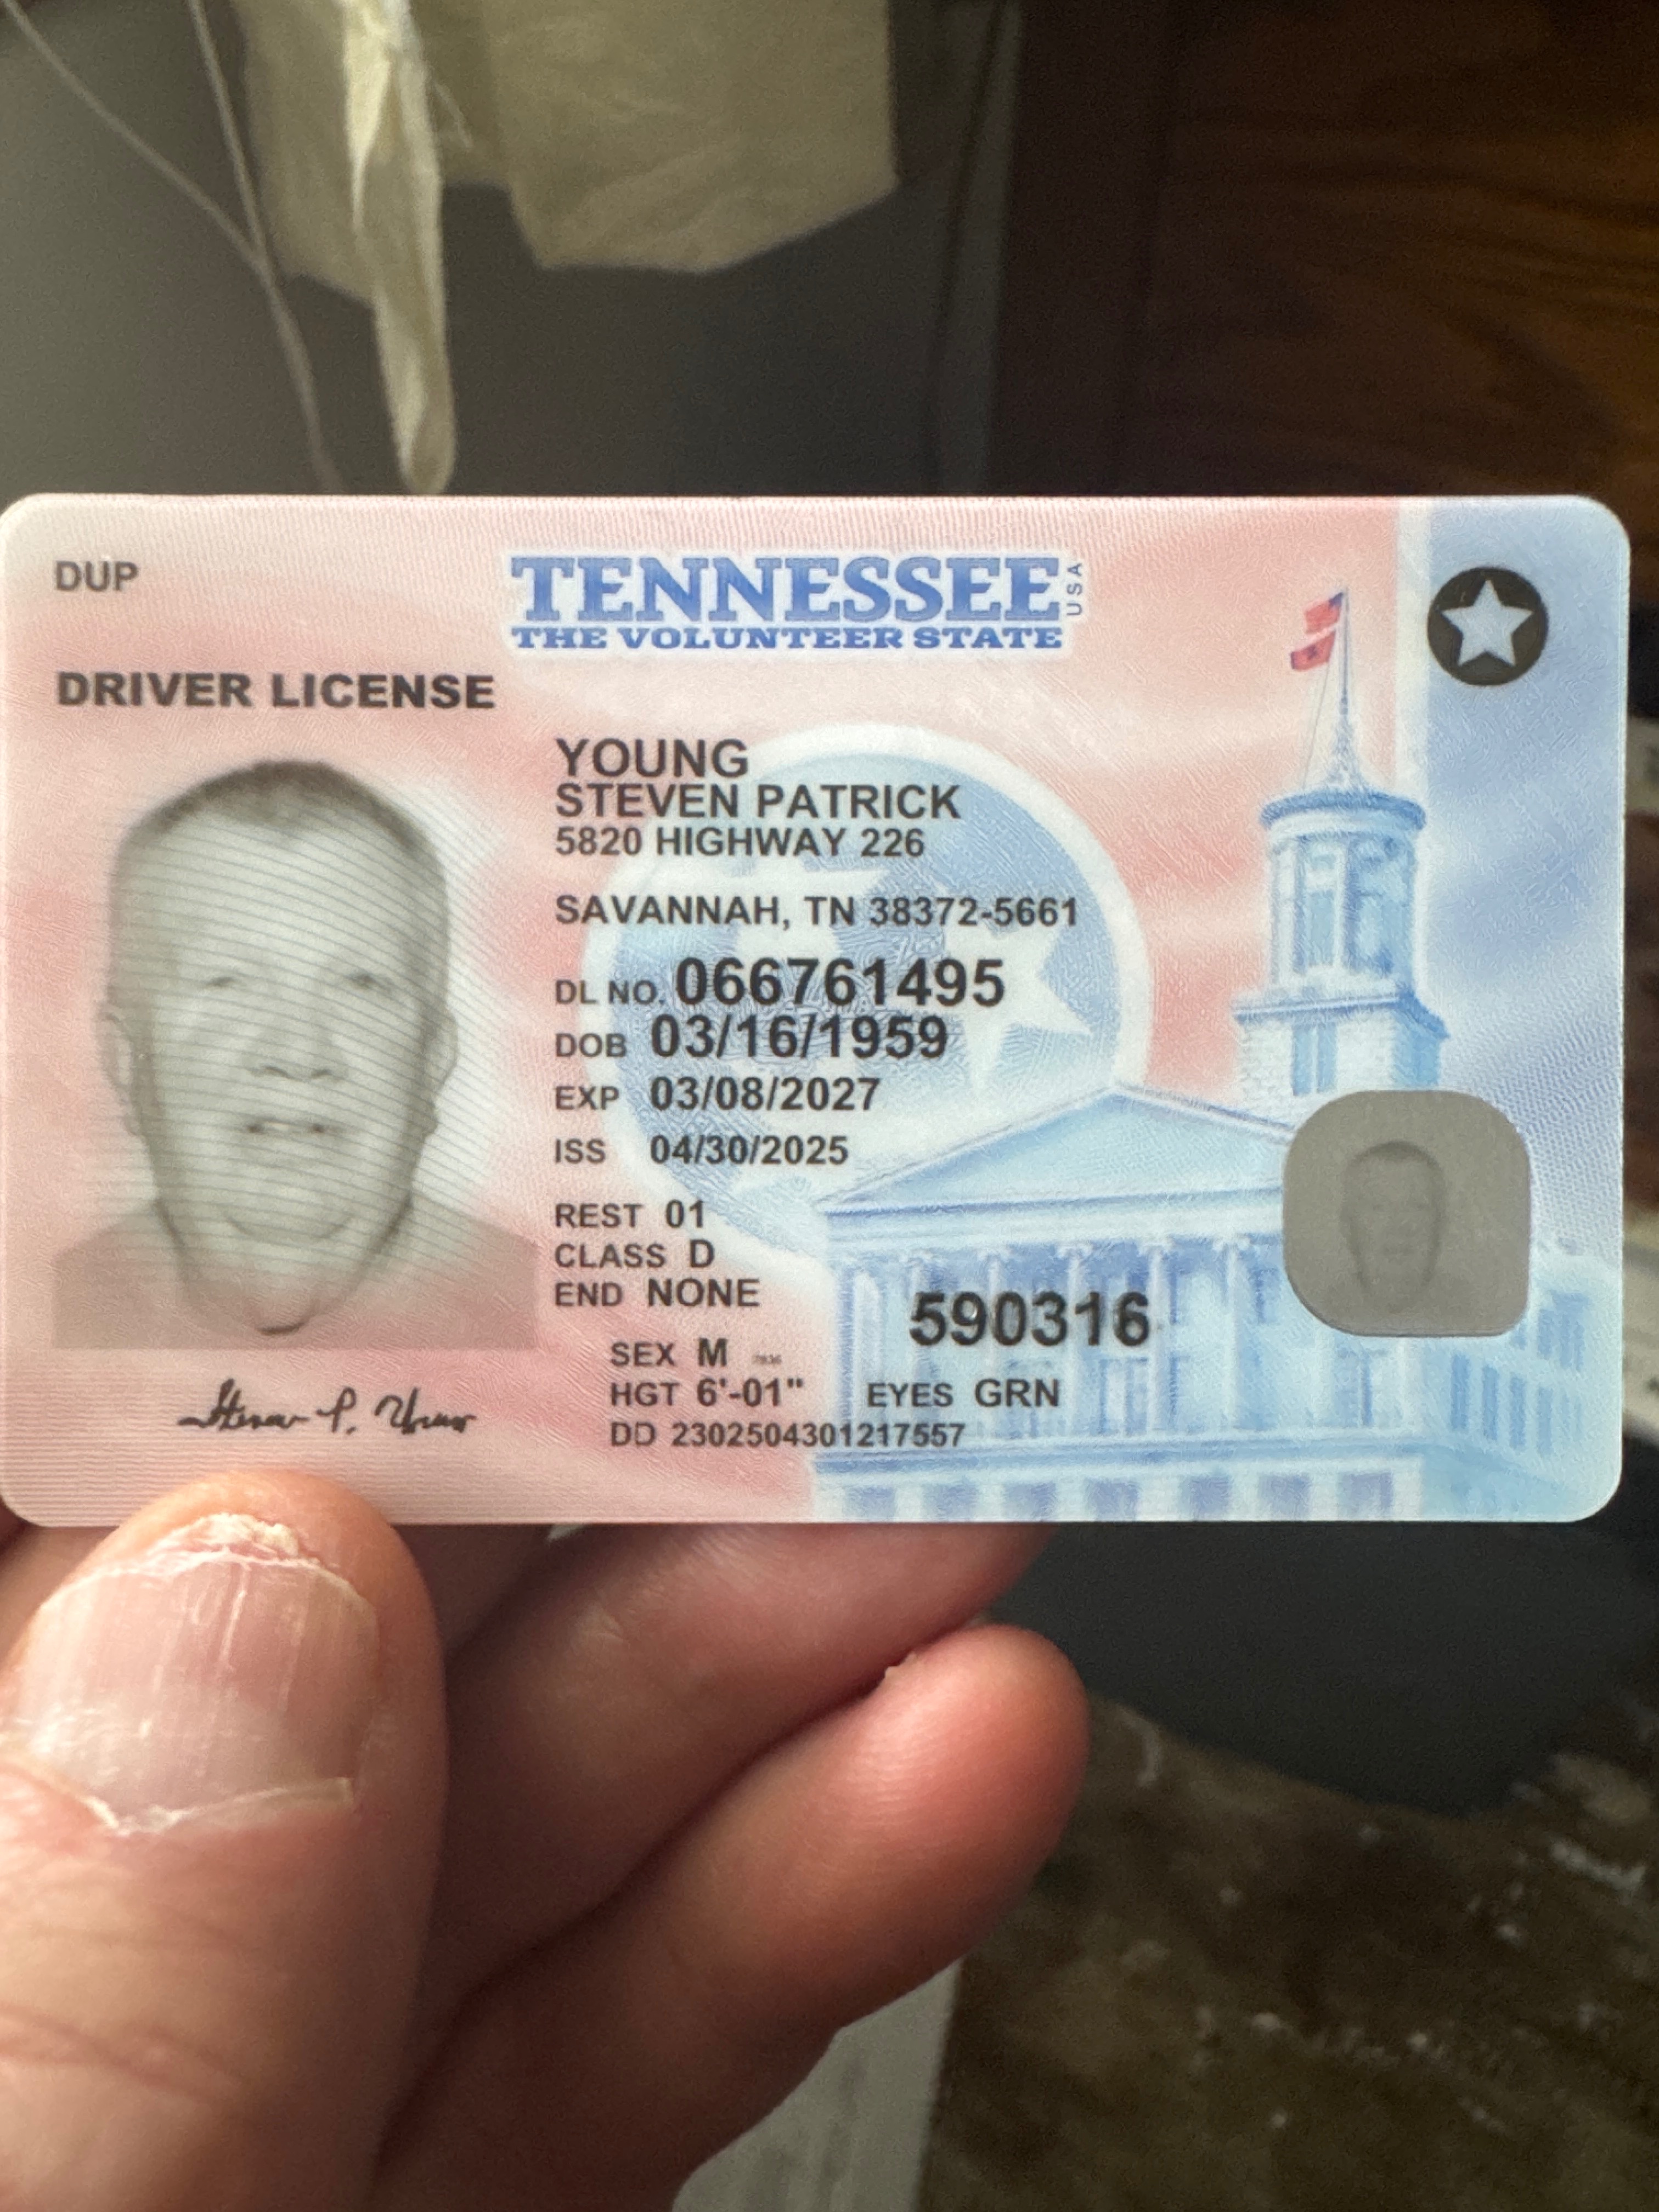 DUP
TENNESSEE USA
THE VOLUNTEER STATE
DRIVER LICENSE
YOUNG
STEVEN PATRICK
5820 HIGHWAY 226
SAVANNAH, TN 38372-5661
DL NO. 066761495
DOB 03/16/1959
EXP 03/08/2027
ISS 04/30/2025
REST 01
CLASS D
END NONE
590316
SEX M
HGT 6'-01" EYES GRN
DD 2302504301217557
Steven P. Young